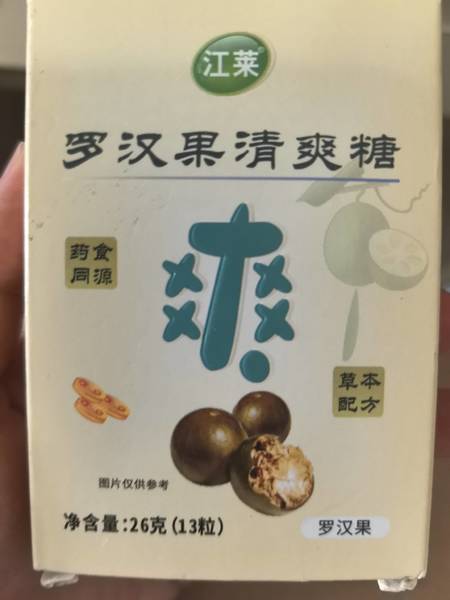 江莱
罗汉果清爽糖
药食
同源
爽
草本
配方
图片仅供参考
净含量:26克(13粒)
罗汉果